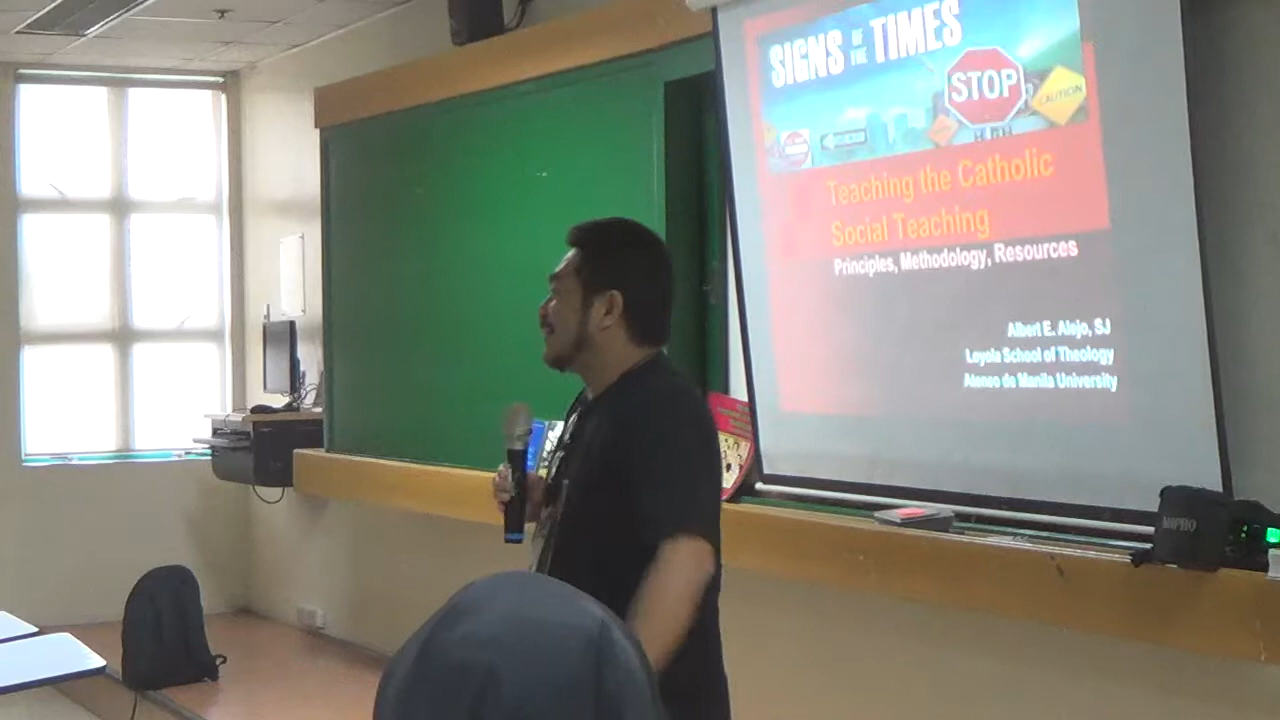 SIGNS OF THE TIMES
STOP
CAUTION
Teaching the Catholic
Social Teaching
Principles, Methodology, Resources
Albert E. Alejo, SJ
Loyola School of Theology
Ateneo de Manila University
MIPRO